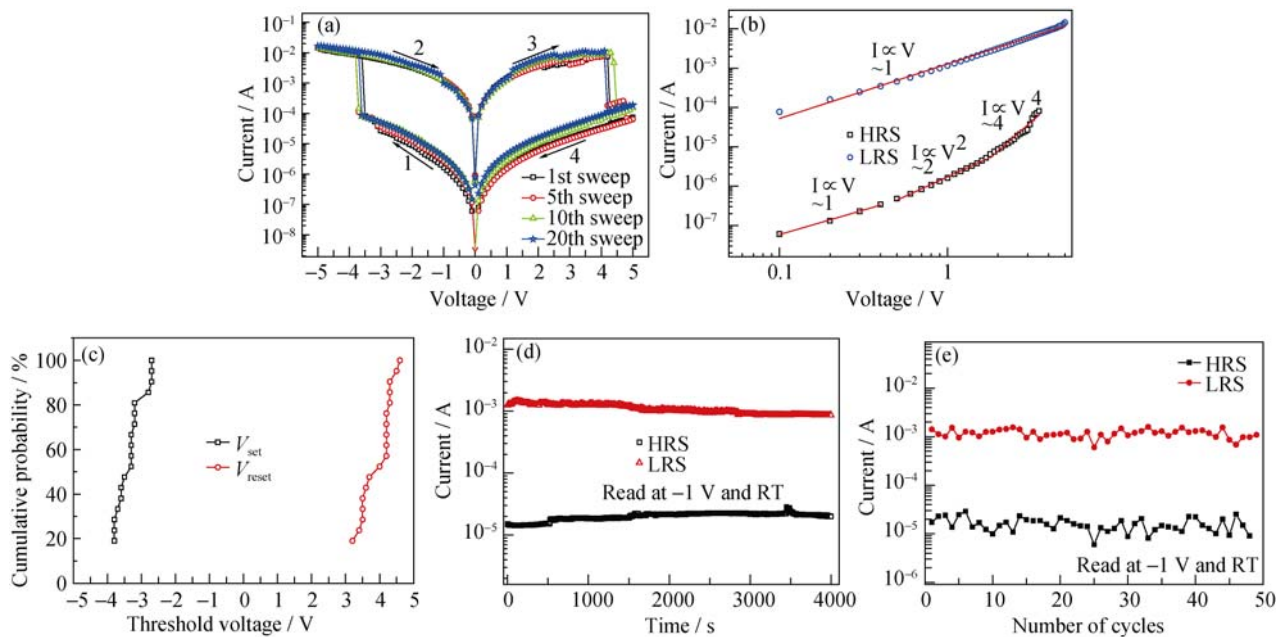 (a)
10⁻¹
10⁻²
10⁻³
10⁻⁴
10⁻⁵
10⁻⁶
10⁻⁷
10⁻⁸
Current / A
2
3
1
4
1st sweep
5th sweep
10th sweep
20th sweep
−5 −4 −3 −2 −1 0 1 2 3 4 5
Voltage / V
(b)
10⁻¹
10⁻²
10⁻³
10⁻⁴
10⁻⁵
10⁻⁶
10⁻⁷
Current / A
I∝V
~1
I∝V
~1
I∝V²
~2
I∝V⁴
~4
HRS
LRS
0.1 1
Voltage / V
(c)
100
80
60
40
20
0
Cumulative probability / %
Vset
Vreset
−5 −4 −3 −2 −1 0 1 2 3 4 5
Threshold voltage / V
(d)
10⁻²
10⁻³
10⁻⁴
10⁻⁵
Current / A
HRS
LRS
Read at −1 V and RT
0 1000 2000 3000 4000
Time / s
(e)
10⁻²
10⁻³
10⁻⁴
10⁻⁵
10⁻⁶
Current / A
HRS
LRS
Read at −1 V and RT
0 10 20 30 40 50
Number of cycles